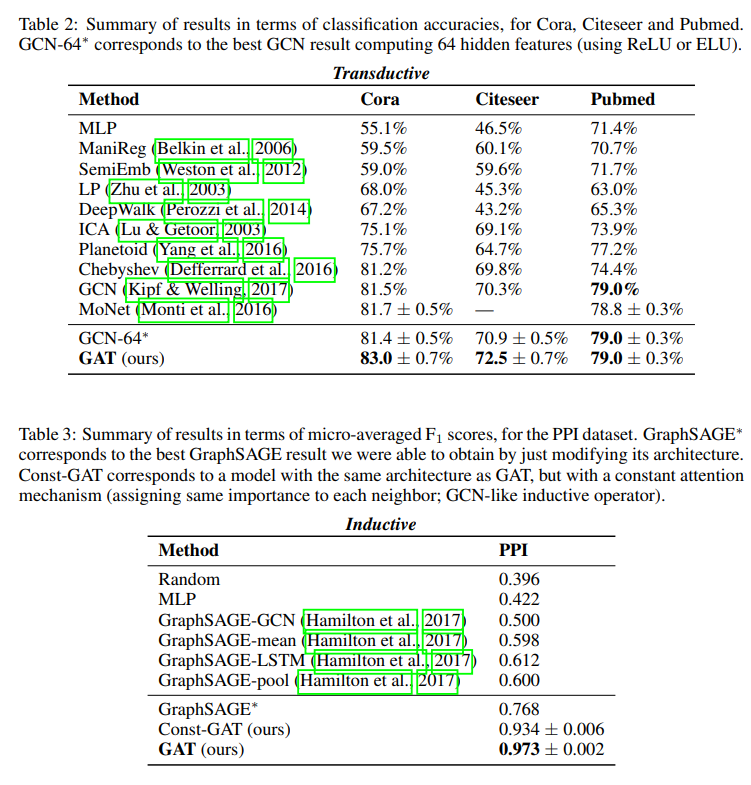 Table 2: Summary of results in terms of classification accuracies, for Cora, Citeseer and Pubmed.
GCN-64* corresponds to the best GCN result computing 64 hidden features (using ReLU or ELU).
Transductive
Method Cora Citeseer Pubmed
MLP 55.1% 46.5% 71.4%
ManiReg (Belkin et al., 2006) 59.5% 60.1% 70.7%
SemiEmb (Weston et al., 2012) 59.0% 59.6% 71.7%
LP (Zhu et al., 2003) 68.0% 45.3% 63.0%
DeepWalk (Perozzi et al., 2014) 67.2% 43.2% 65.3%
ICA (Lu & Getoor, 2003) 75.1% 69.1% 73.9%
Planetoid (Yang et al., 2016) 75.7% 64.7% 77.2%
Chebyshev (Defferrard et al., 2016) 81.2% 69.8% 74.4%
GCN (Kipf & Welling, 2017) 81.5% 70.3% 79.0%
MoNet (Monti et al., 2016) 81.7 ± 0.5% — 78.8 ± 0.3%
GCN-64* 81.4 ± 0.5% 70.9 ± 0.5% 79.0 ± 0.3%
GAT (ours) 83.0 ± 0.7% 72.5 ± 0.7% 79.0 ± 0.3%
Table 3: Summary of results in terms of micro-averaged F₁ scores, for the PPI dataset. GraphSAGE*
corresponds to the best GraphSAGE result we were able to obtain by just modifying its architecture.
Const-GAT corresponds to a model with the same architecture as GAT, but with a constant attention
mechanism (assigning same importance to each neighbor; GCN-like inductive operator).
Inductive
Method PPI
Random 0.396
MLP 0.422
GraphSAGE-GCN (Hamilton et al., 2017) 0.500
GraphSAGE-mean (Hamilton et al., 2017) 0.598
GraphSAGE-LSTM (Hamilton et al., 2017) 0.612
GraphSAGE-pool (Hamilton et al., 2017) 0.600
GraphSAGE* 0.768
Const-GAT (ours) 0.934 ± 0.006
GAT (ours) 0.973 ± 0.002